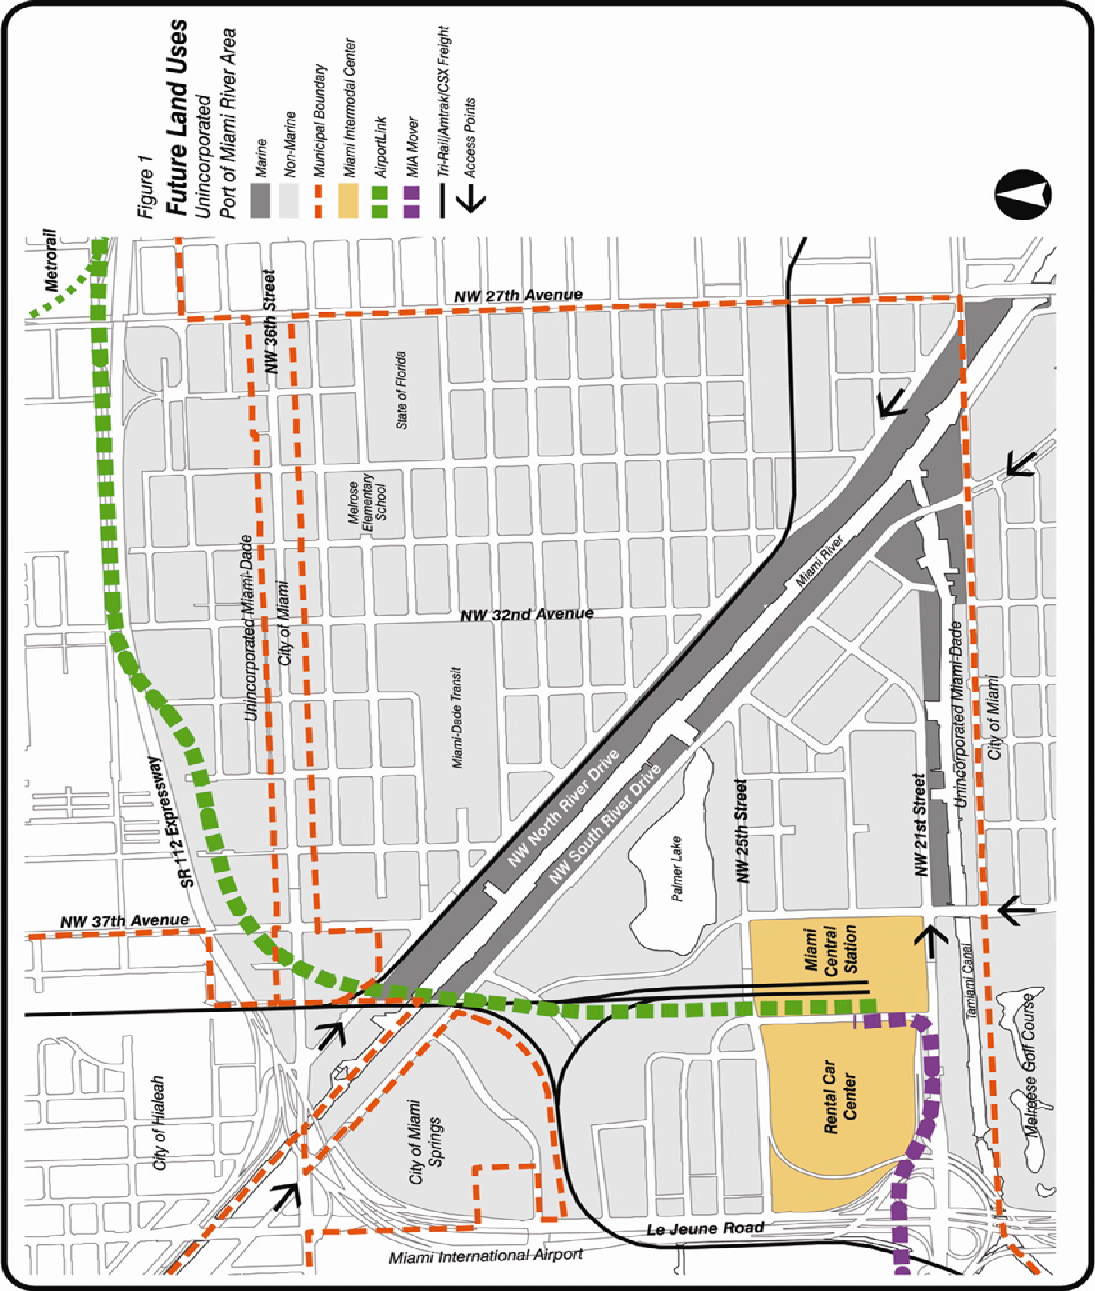 Figure 1
Future Land Uses
Unincorporated
Port of Miami River Area
Marine
Non-Marine
Municipal Boundary
Miami Intermodal Center
AirportLink
MIA Mover
Tri-Rail/Amtrak/CSX Freight
Access Points
Metrorail
NW 36th Street
NW 27th Avenue
State of Florida
Melrose
Elementary
School
Unincorporated Miami-Dade
City of Miami
NW 32nd Avenue
Miami River
Miami-Dade Transit
SR 112 Expressway
NW 37th Avenue
NW North River Drive
NW South River Drive
Palmer Lake
NW 25th Street
NW 21st Street
Unincorporated Miami-Dade
City of Miami
Miami
Central
Station
Tamiami Canal
Melreese Golf Course
Rental Car
Center
City of Hialeah
City of Miami
Springs
Le Jeune Road
Miami International Airport